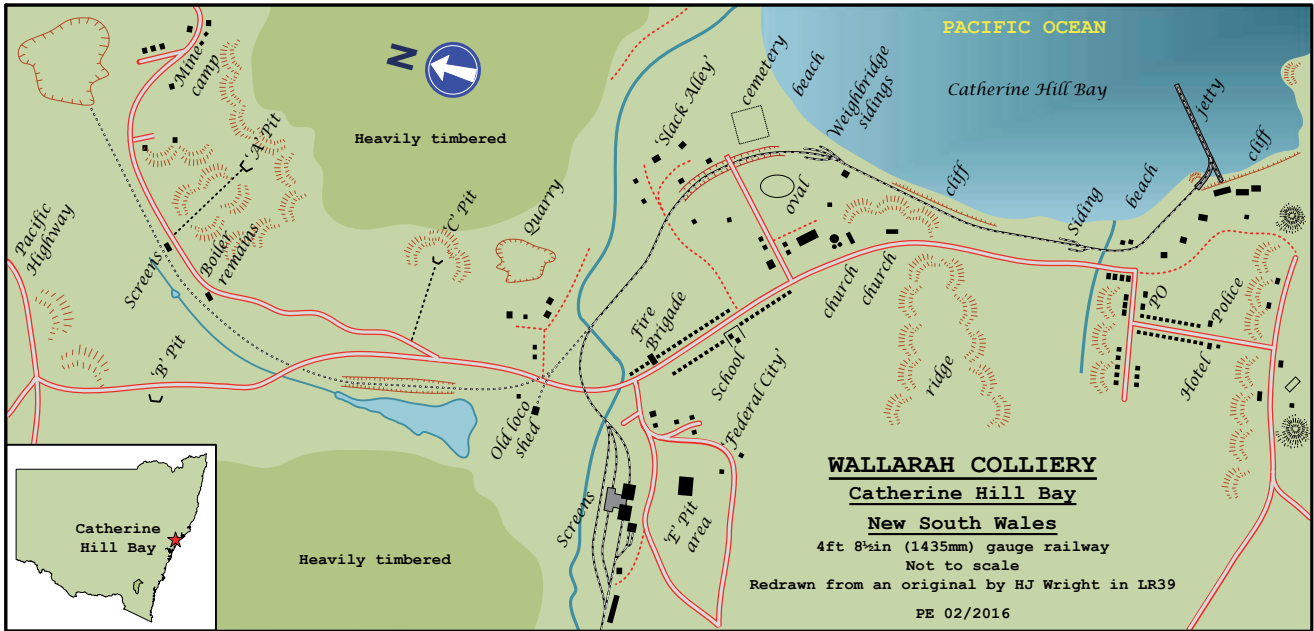 PACIFIC OCEAN
Catherine Hill Bay
N
Heavily timbered
'Mine
camp
'A' Pit
Pacific
Highway
Screens
Boiler
remains
'B' Pit
'C' Pit
Quarry
'Slack Alley'
cemetery
beach
Weighbridge
sidings
oval
cliff
Siding
beach
jetty
cliff
church
church
Fire
Brigade
School
'Federal City'
ridge
PO
Police
Hotel
Old loco
shed
Screens
'E' Pit
area
Heavily timbered
Catherine
Hill Bay
WALLARAH COLLIERY
Catherine Hill Bay
New South Wales
4ft 8½in (1435mm) gauge railway
Not to scale
Redrawn from an original by HJ Wright in LR39
PE 02/2016